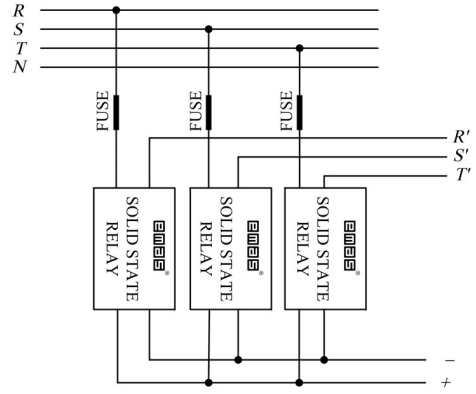 R
S
T
N
FUSE
FUSE
FUSE
R'
S'
T'
SOLID STATE
RELAY
SOLID STATE
RELAY
SOLID STATE
RELAY
−
+